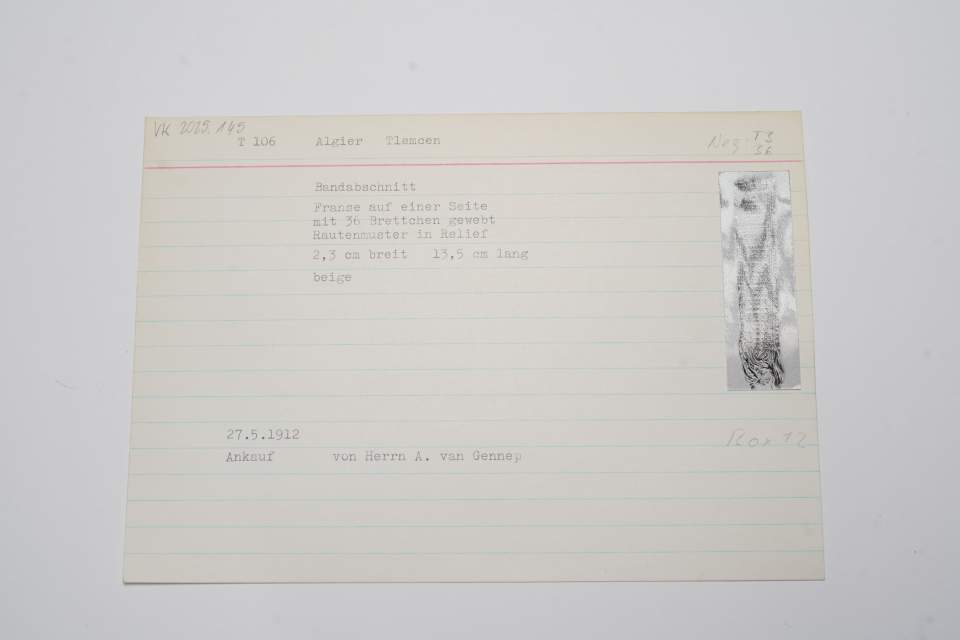 VK 2025. 145
T 106 Algier Tlemcen
Neg: T 3
36
Bandabschnitt
Franse auf einer Seite
mit 36 Brettchen gewebt
Rautenmuster in Relief
2,3 cm breit 13,5 cm lang
beige
27.5.1912
Box 12
Ankauf von Herrn A. van Gennep